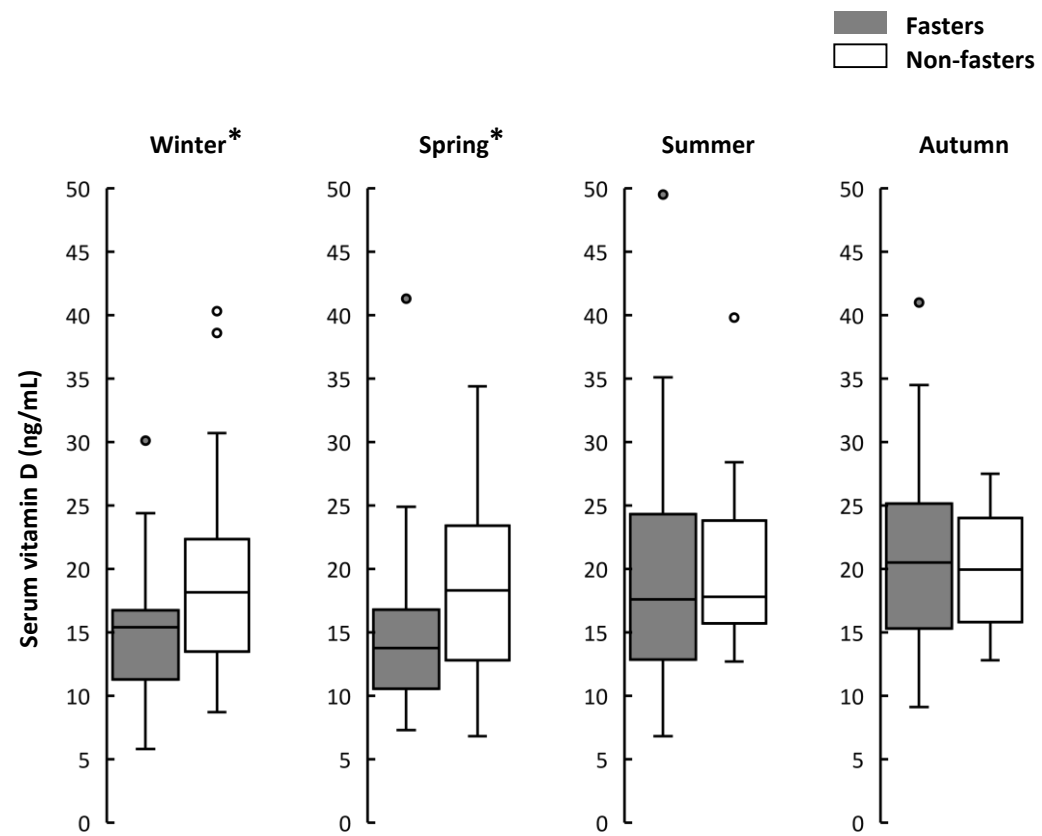 Fasters
Non-fasters
Winter* Spring* Summer Autumn
Serum vitamin D (ng/mL)
50 50 50 50
45 45 45 45
40 40 40 40
35 35 35 35
30 30 30 30
25 25 25 25
20 20 20 20
15 15 15 15
10 10 10 10
5 5 5 5
0 0 0 0